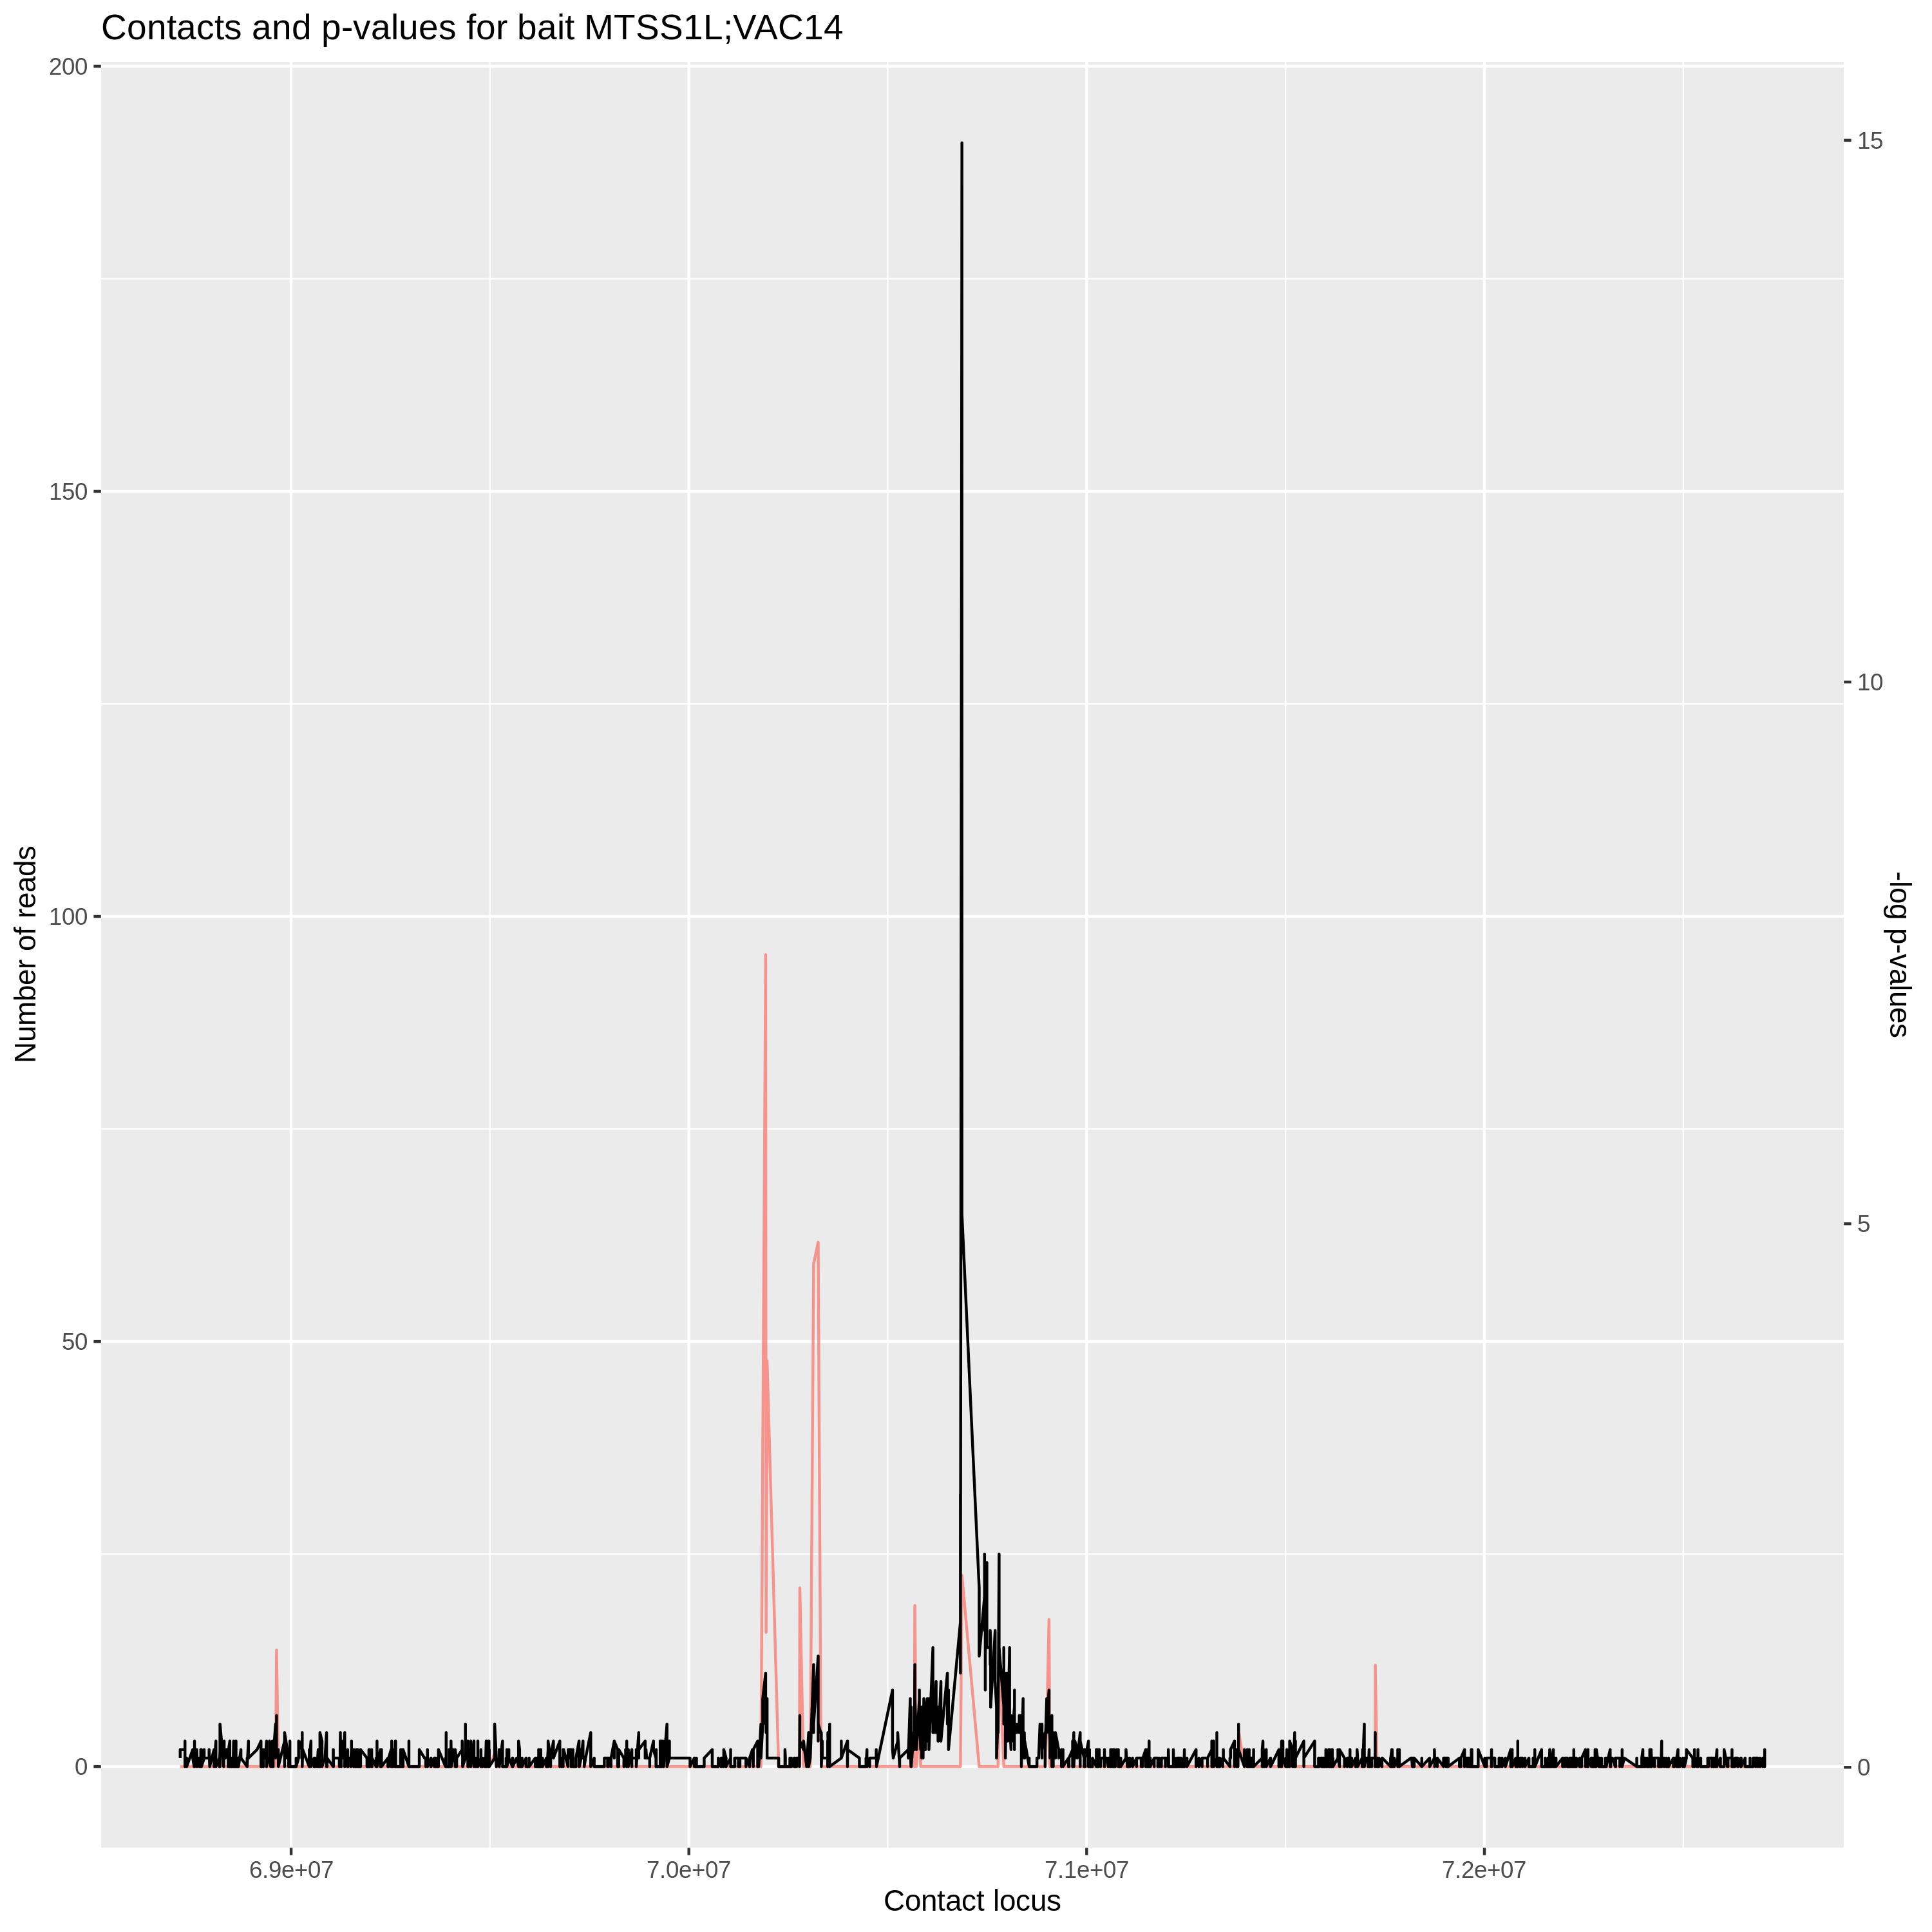 Contacts and p-values for bait MTSS1L;VAC14
200
150
100
50
0
Number of reads
15
10
5
0
-log p-values
6.9e+07
7.0e+07
7.1e+07
7.2e+07
Contact locus